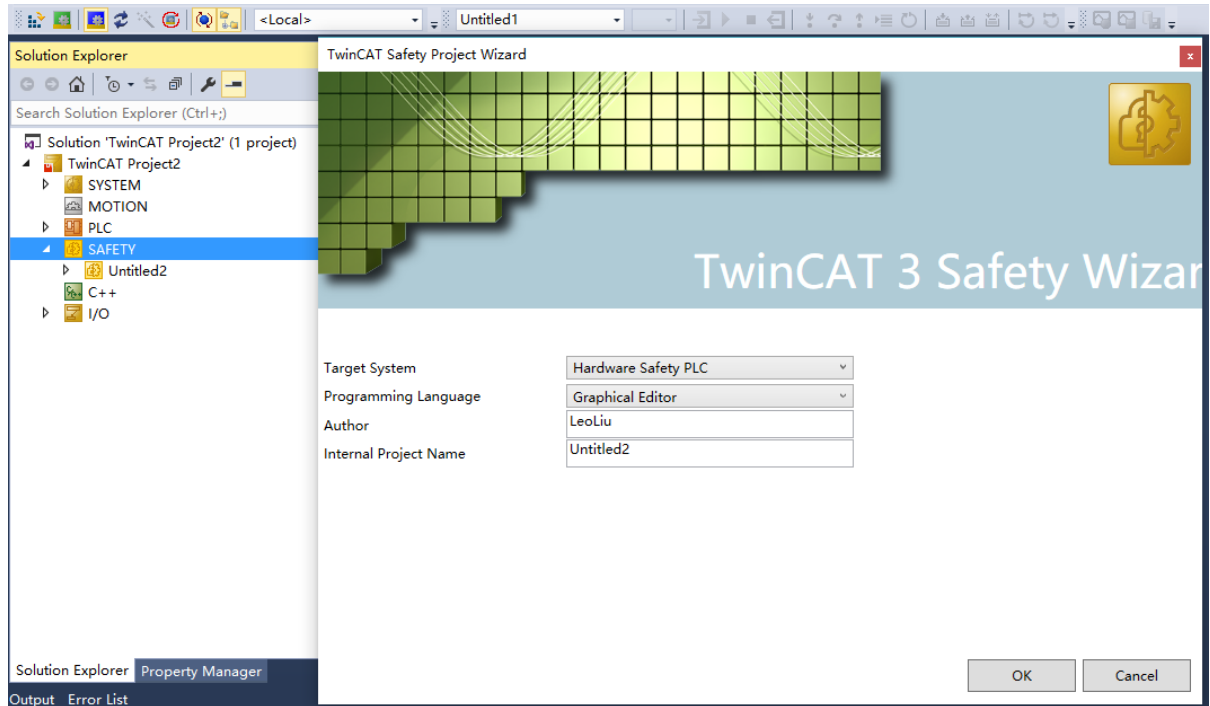 <Local>
Untitled1
Solution Explorer
Search Solution Explorer (Ctrl+;)
Solution 'TwinCAT Project2' (1 project)
TwinCAT Project2
SYSTEM
MOTION
PLC
SAFETY
Untitled2
C++
I/O
Solution Explorer Property Manager
Output Error List
TwinCAT Safety Project Wizard
x
TwinCAT 3 Safety Wizar
Target System Hardware Safety PLC
Programming Language Graphical Editor
Author LeoLiu
Internal Project Name Untitled2
OK Cancel